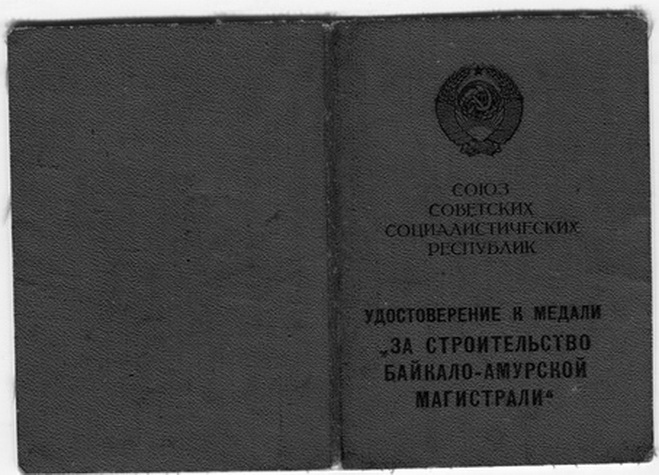 СОЮЗ
СОВЕТСКИХ
СОЦИАЛИСТИЧЕСКИХ
РЕСПУБЛИК
УДОСТОВЕРЕНИЕ К МЕДАЛИ
„ЗА СТРОИТЕЛЬСТВО
БАЙКАЛО-АМУРСКОЙ
МАГИСТРАЛИ“